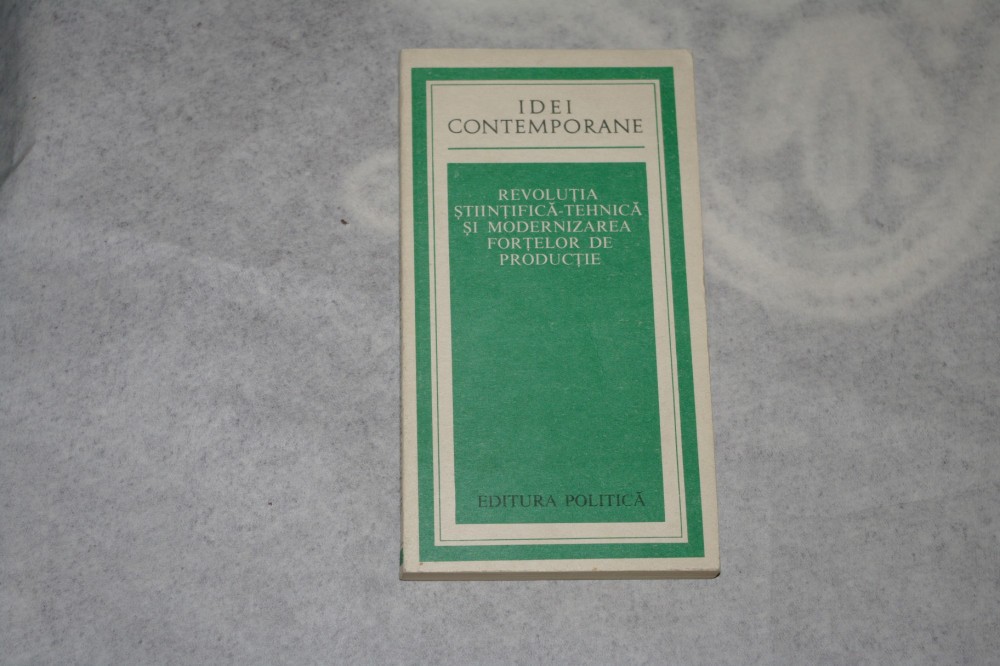 IDEI
CONTEMPORANE
REVOLUȚIA
ȘTIINȚIFICĂ-TEHNICĂ
ȘI MODERNIZAREA
FORȚELOR DE
PRODUCȚIE
EDITURA POLITICĂ